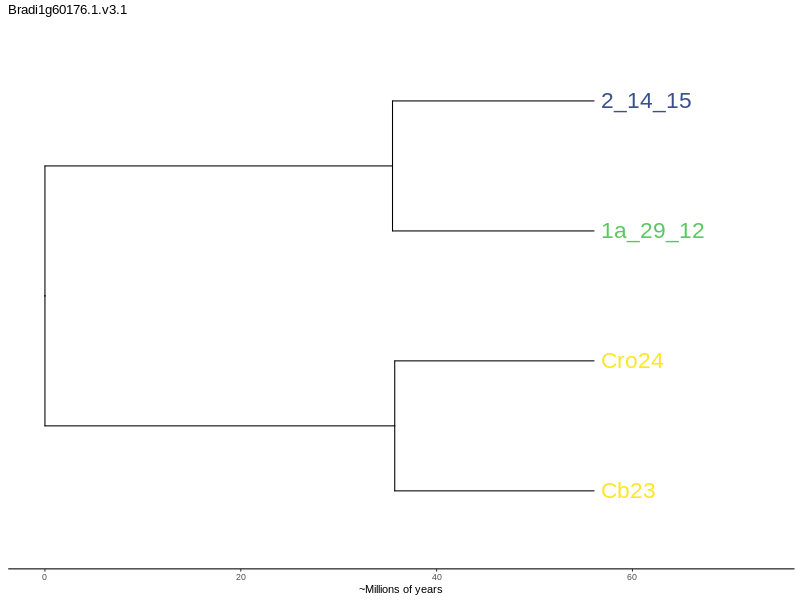 Bradi1g60176.1.v3.1
2_14_15
1a_29_12
Cro24
Cb23
0 20 40 60
~Millions of years